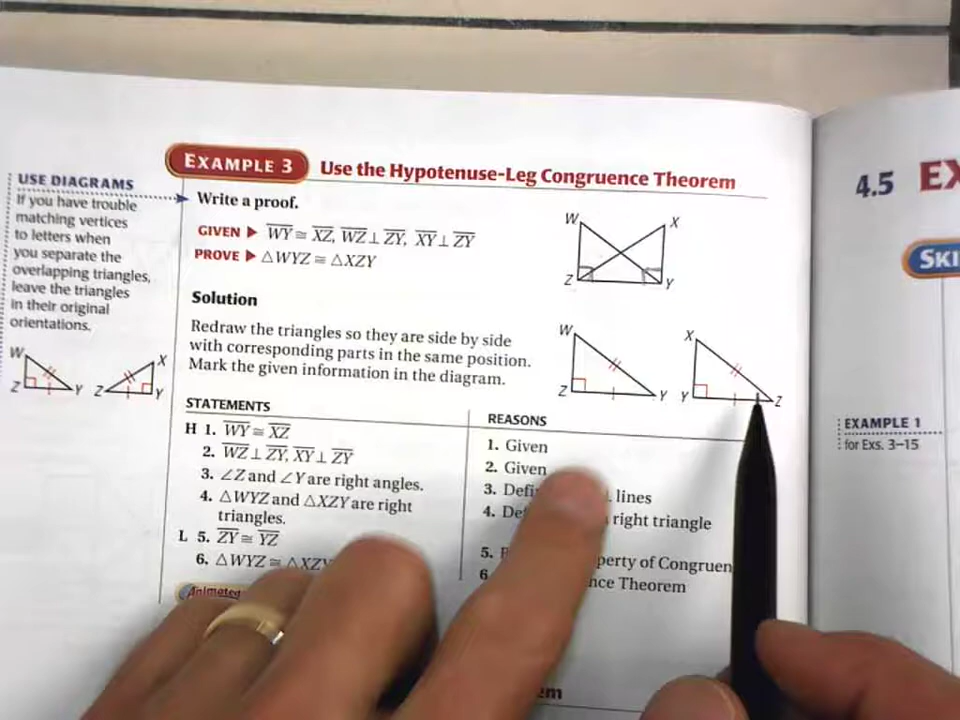 EXAMPLE 3 Use the Hypotenuse-Leg Congruence Theorem
USE DIAGRAMS
If you have trouble
matching vertices
to letters when
you separate the
overlapping triangles,
leave the triangles
in their original
orientations.
W
Z Y
X
Z Y
Write a proof.
GIVEN ▶ WY ≅ XZ, WZ ⊥ ZY, XY ⊥ ZY
PROVE ▶ △WYZ ≅ △XZY
W X
Z Y
Solution
Redraw the triangles so they are side by side
with corresponding parts in the same position.
Mark the given information in the diagram.
W
Z Y
X
Y Z
STATEMENTS
H 1. WY ≅ XZ
2. WZ ⊥ ZY, XY ⊥ ZY
3. ∠Z and ∠Y are right angles.
4. △WYZ and △XZY are right
triangles.
L 5. ZY ≅ YZ
6. △WYZ ≅ △XZY
REASONS
1. Given
2. Given
3. lines
4. right triangle
5.
6. Theorem
Animated
4.5
EXAMPLE 1
for Exs. 3–15